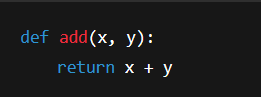 def add(x, y):
    return x + y